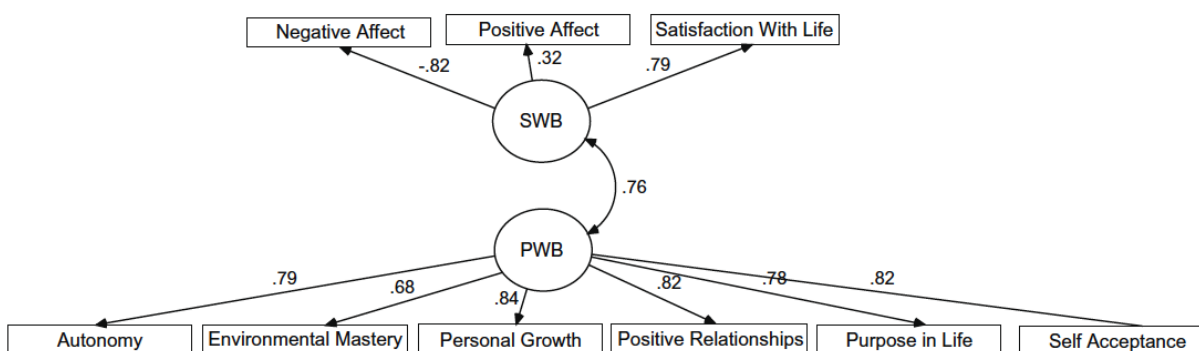 Negative Affect
Positive Affect
Satisfaction With Life
-.82
.32
.79
SWB
.76
PWB
.79
.68
.84
.82
.78
.82
Autonomy
Environmental Mastery
Personal Growth
Positive Relationships
Purpose in Life
Self Acceptance